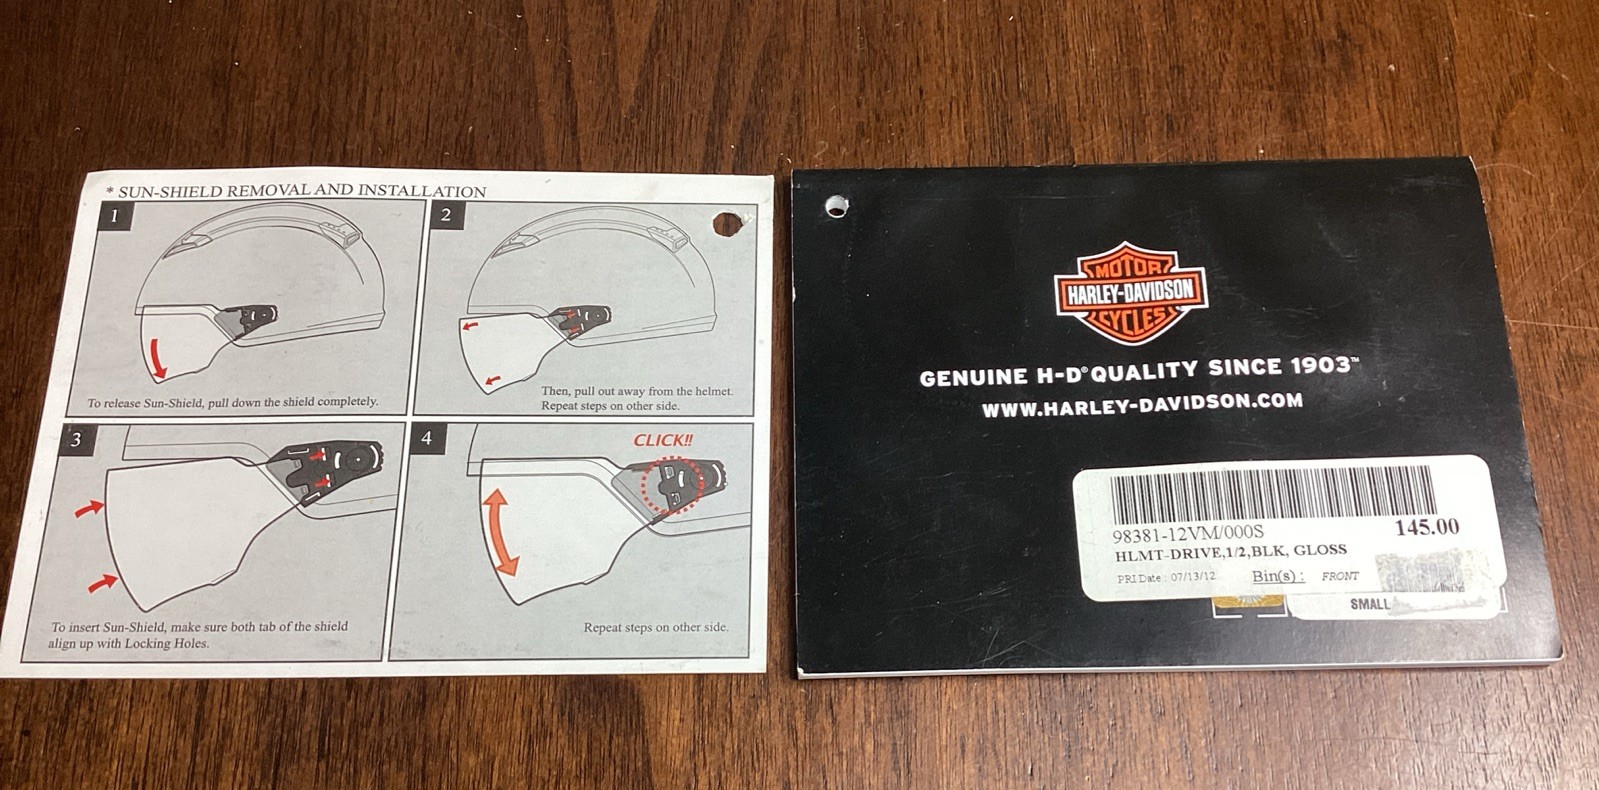 * SUN-SHIELD REMOVAL AND INSTALLATION
1
To release Sun-Shield, pull down the shield completely.
2
Then, pull out away from the helmet.
Repeat steps on other side.
3
To insert Sun-Shield, make sure both tab of the shield
align up with Locking Holes.
4
CLICK!!
Repeat steps on other side.
MOTOR
HARLEY-DAVIDSON
CYCLES
GENUINE H-D® QUALITY SINCE 1903™
WWW.HARLEY-DAVIDSON.COM
98381-12VM/000S 145.00
HLMT-DRIVE,1/2,BLK, GLOSS
PRI Date : 07/13/12 Bin(s) : FRONT
SMALL